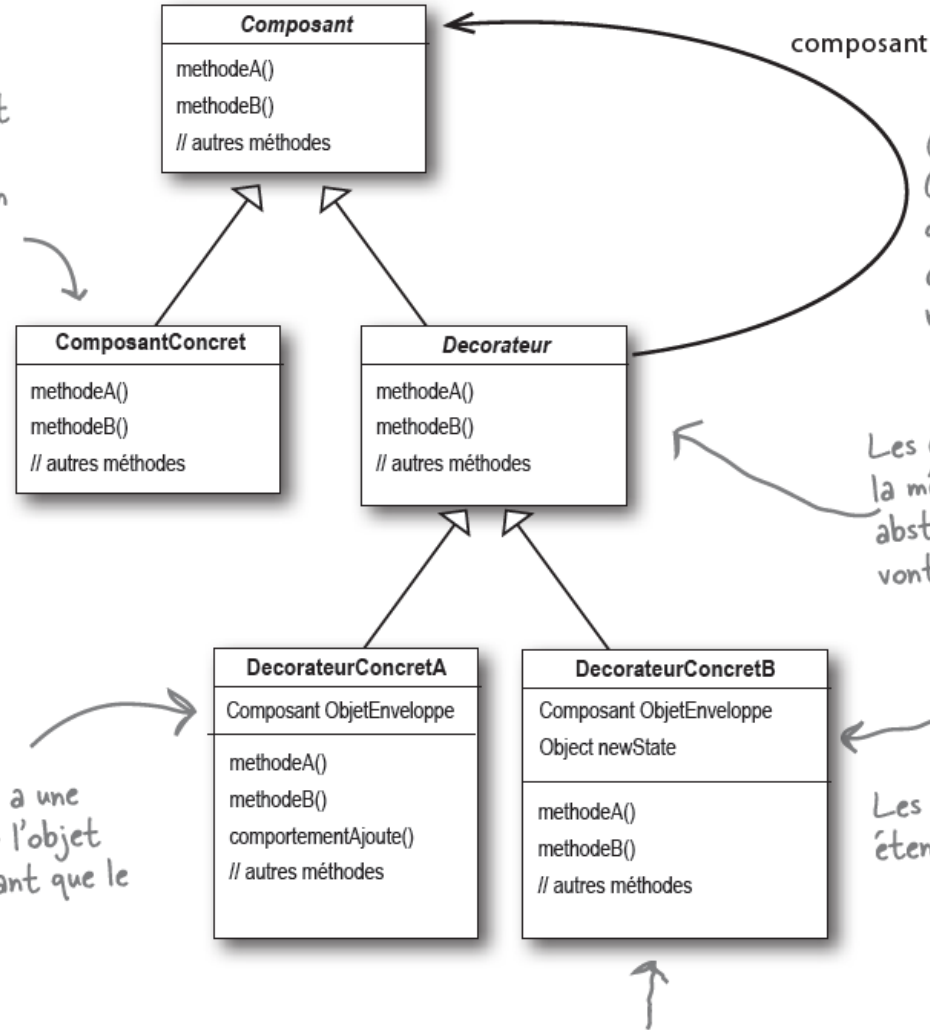 Composant
methodeA()
methodeB()
// autres méthodes
composant
ComposantConcret
methodeA()
methodeB()
// autres méthodes
Decorateur
methodeA()
methodeB()
// autres méthodes
Les
la
vont
DecorateurConcretA
Composant ObjetEnveloppe
methodeA()
methodeB()
comportementAjoute()
// autres méthodes
DecorateurConcretB
Composant ObjetEnveloppe
Object newState
methodeA()
methodeB()
// autres méthodes
a une
l'objet
ant que le
Les
éten